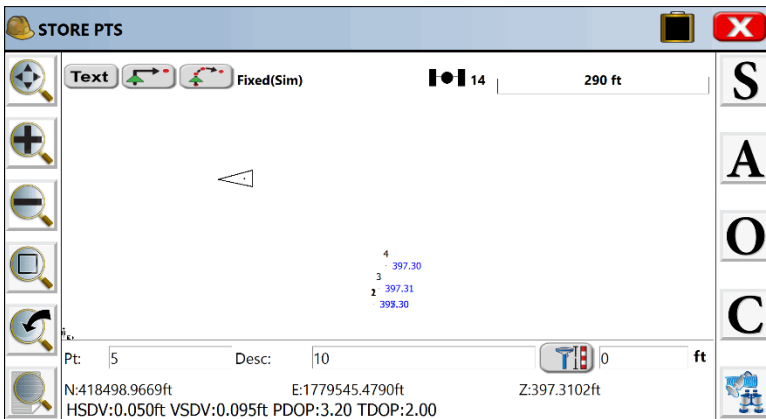 STORE PTS
Text Fixed(Sim) 14 290 ft
S
A
O
C
4
397.30
3
397.31
2
Pt: 5 Desc: 10 0 ft
N:418498.9669ft E:1779545.4790ft Z:397.3102ft
HSDV:0.050ft VSDV:0.095ft PDOP:3.20 TDOP:2.00